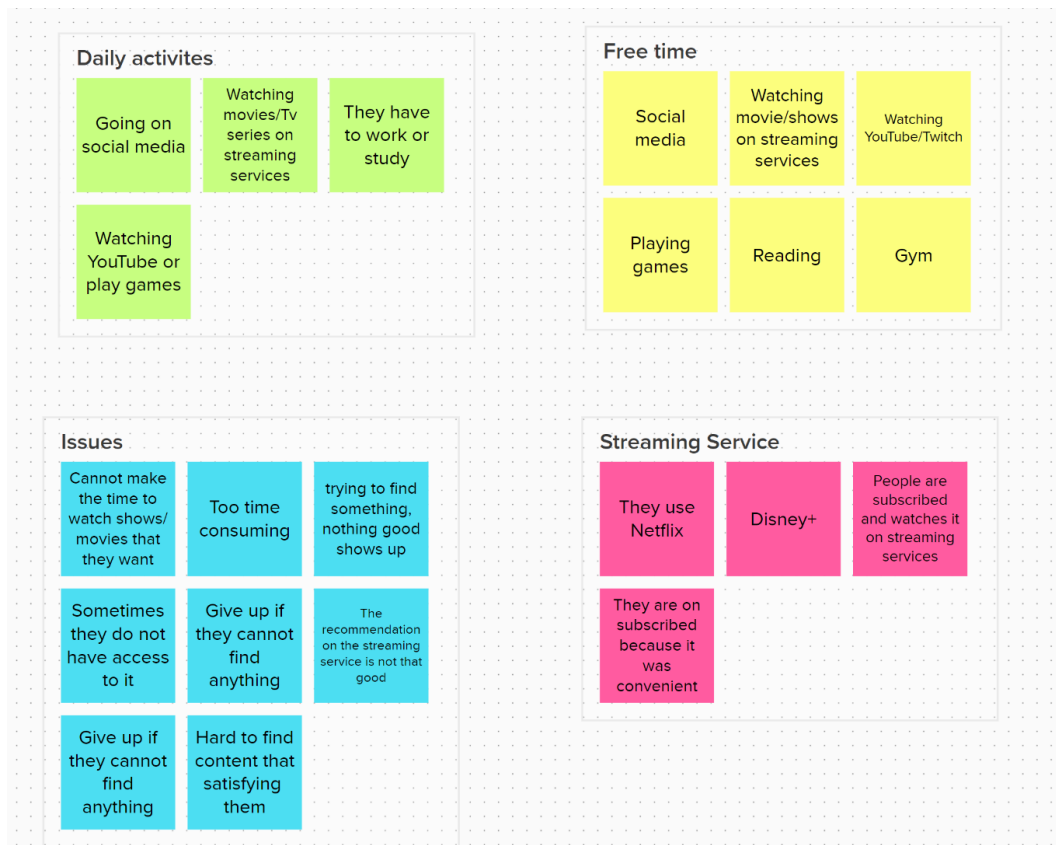 Daily activites
Going on
social media
Watching
movies/Tv
series on
streaming
services
They have
to work or
study
Watching
YouTube or
play games
Free time
Social
media
Watching
movie/shows
on streaming
services
Watching
YouTube/Twitch
Playing
games
Reading
Gym
Issues
Cannot make
the time to
watch shows/
movies that
they want
Too time
consuming
trying to find
something,
nothing good
shows up
Sometimes
they do not
have access
to it
Give up if
they cannot
find
anything
The
recommendation
on the streaming
service is not that
good
Give up if
they cannot
find
anything
Hard to find
content that
satisfying
them
Streaming Service
They use
Netflix
Disney+
People are
subscribed
and watches it
on streaming
services
They are on
subscribed
because it
was
convenient